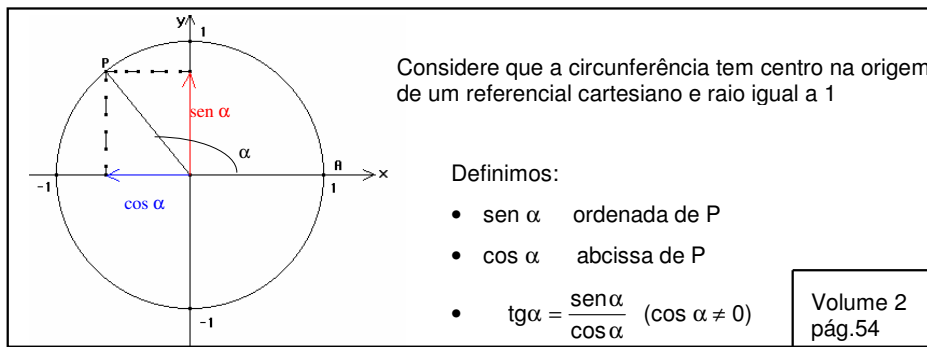 y
1
P
Considere que a circunferência tem centro na origem
de um referencial cartesiano e raio igual a 1
sen α
α
A
x
-1
1
cos α
Definimos:
• sen α ordenada de P
• cos α abcissa de P
• tgα = senα / cosα (cos α ≠ 0)
-1
Volume 2
pág.54